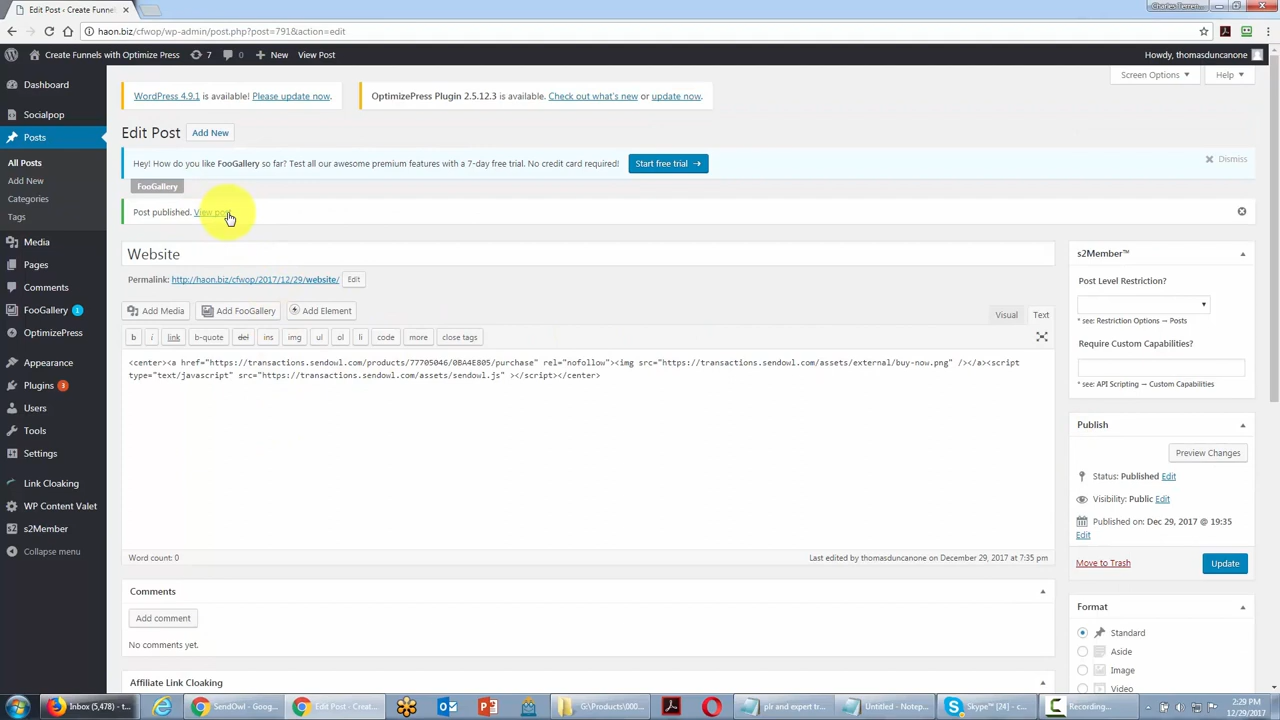 Edit Post ‹ Create Funnel
Charles Terren...
haon.biz/cfwop/wp-admin/post.php?post=791&action=edit
Create Funnels with Optimize Press 7 0 New View Post Howdy, thomasduncanone
Screen Options Help
Dashboard
Socialpop
Posts
All Posts
Add New
Categories
Tags
Media
Pages
Comments
FooGallery 1
OptimizePress
Appearance
Plugins 3
Users
Tools
Settings
Link Cloaking
WP Content Valet
s2Member
Collapse menu
WordPress 4.9.1 is available! Please update now.
OptimizePress Plugin 2.5.12.3 is available. Check out what's new or update now.
Edit Post Add New
Hey! How do you like FooGallery so far? Test all our awesome premium features with a 7-day free trial. No credit card required! Start free trial → Dismiss
FooGallery
Post published. View post
Website
Permalink: http://haon.biz/cfwop/2017/12/29/website/ Edit
Add Media Add FooGallery Add Element Visual Text
b i link b-quote del ins img ul ol li code more close tags
<center><a href="https://transactions.sendowl.com/products/77705046/0BA4E805/purchase" rel="nofollow"><img src="https://transactions.sendowl.com/assets/external/buy-now.png" /></a><script
type="text/javascript" src="https://transactions.sendowl.com/assets/sendowl.js" ></script></center>
Word count: 0 Last edited by thomasduncanone on December 29, 2017 at 7:35 pm
Comments
Add comment
No comments yet.
Affiliate Link Cloaking
s2Member™
Post Level Restriction?
* see: Restriction Options → Posts
Require Custom Capabilities?
* see: API Scripting → Custom Capabilities
Publish
Preview Changes
Status: Published Edit
Visibility: Public Edit
Published on: Dec 29, 2017 @ 19:35
Edit
Move to Trash Update
Format
Standard
Aside
Image
Video
Inbox (5,478) - t... SendOwl - Goog... Edit Post - Creat... G:\Products\000... plr and expert tr... Untitled - Notep... Skype™ [24] - c... Recording...
2:29 PM
12/29/2017